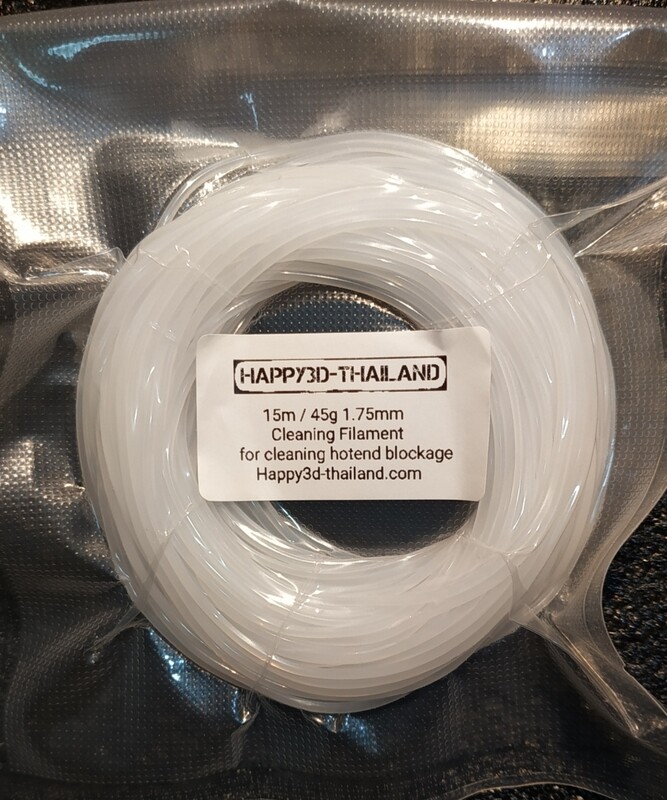 HAPPY3D-THAILAND
15m / 45g 1.75mm
Cleaning Filament
for cleaning hotend blockage
Happy3d-thailand.com